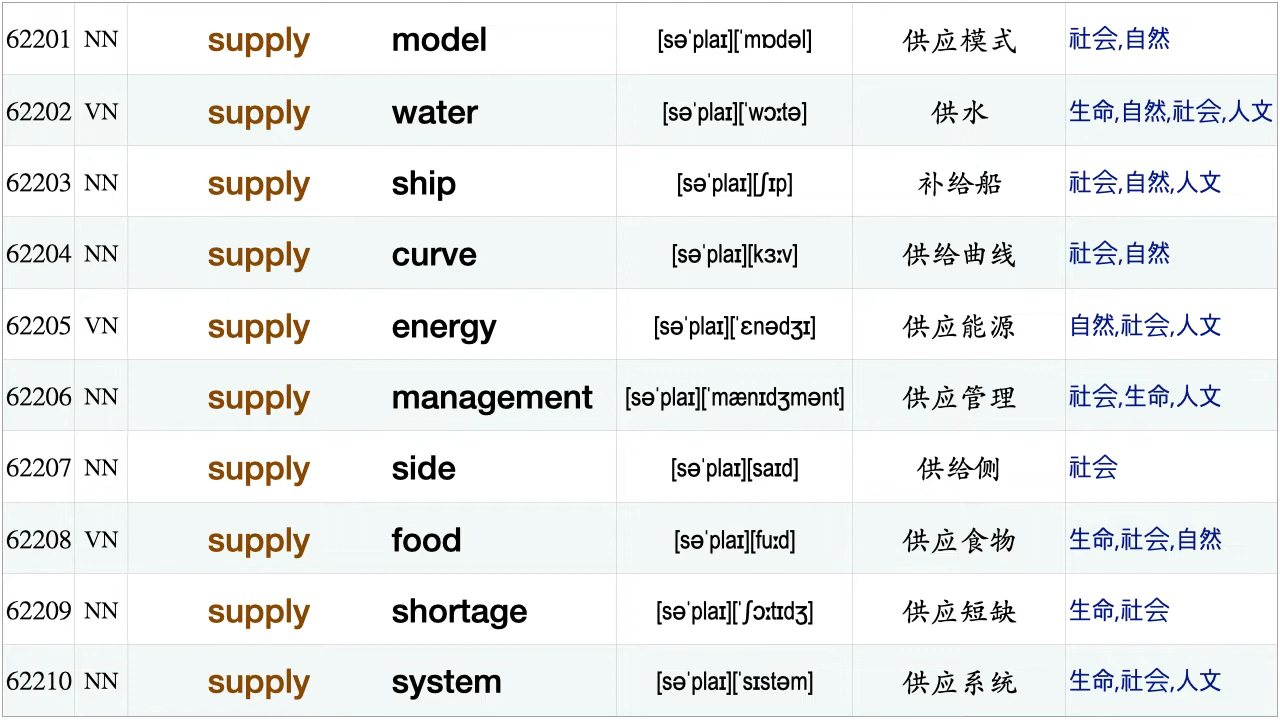 62201 NN supply model [səˈplaɪ][ˈmɒdəl] 供应模式 社会,自然
62202 VN supply water [səˈplaɪ][ˈwɔːtə] 供水 生命,自然,社会,人文
62203 NN supply ship [səˈplaɪ][ʃɪp] 补给船 社会,自然,人文
62204 NN supply curve [səˈplaɪ][kɜːv] 供给曲线 社会,自然
62205 VN supply energy [səˈplaɪ][ˈɛnədʒɪ] 供应能源 自然,社会,人文
62206 NN supply management [səˈplaɪ][ˈmænɪdʒmənt] 供应管理 社会,生命,人文
62207 NN supply side [səˈplaɪ][saɪd] 供给侧 社会
62208 VN supply food [səˈplaɪ][fuːd] 供应食物 生命,社会,自然
62209 NN supply shortage [səˈplaɪ][ˈʃɔːtɪdʒ] 供应短缺 生命,社会
62210 NN supply system [səˈplaɪ][ˈsɪstəm] 供应系统 生命,社会,人文